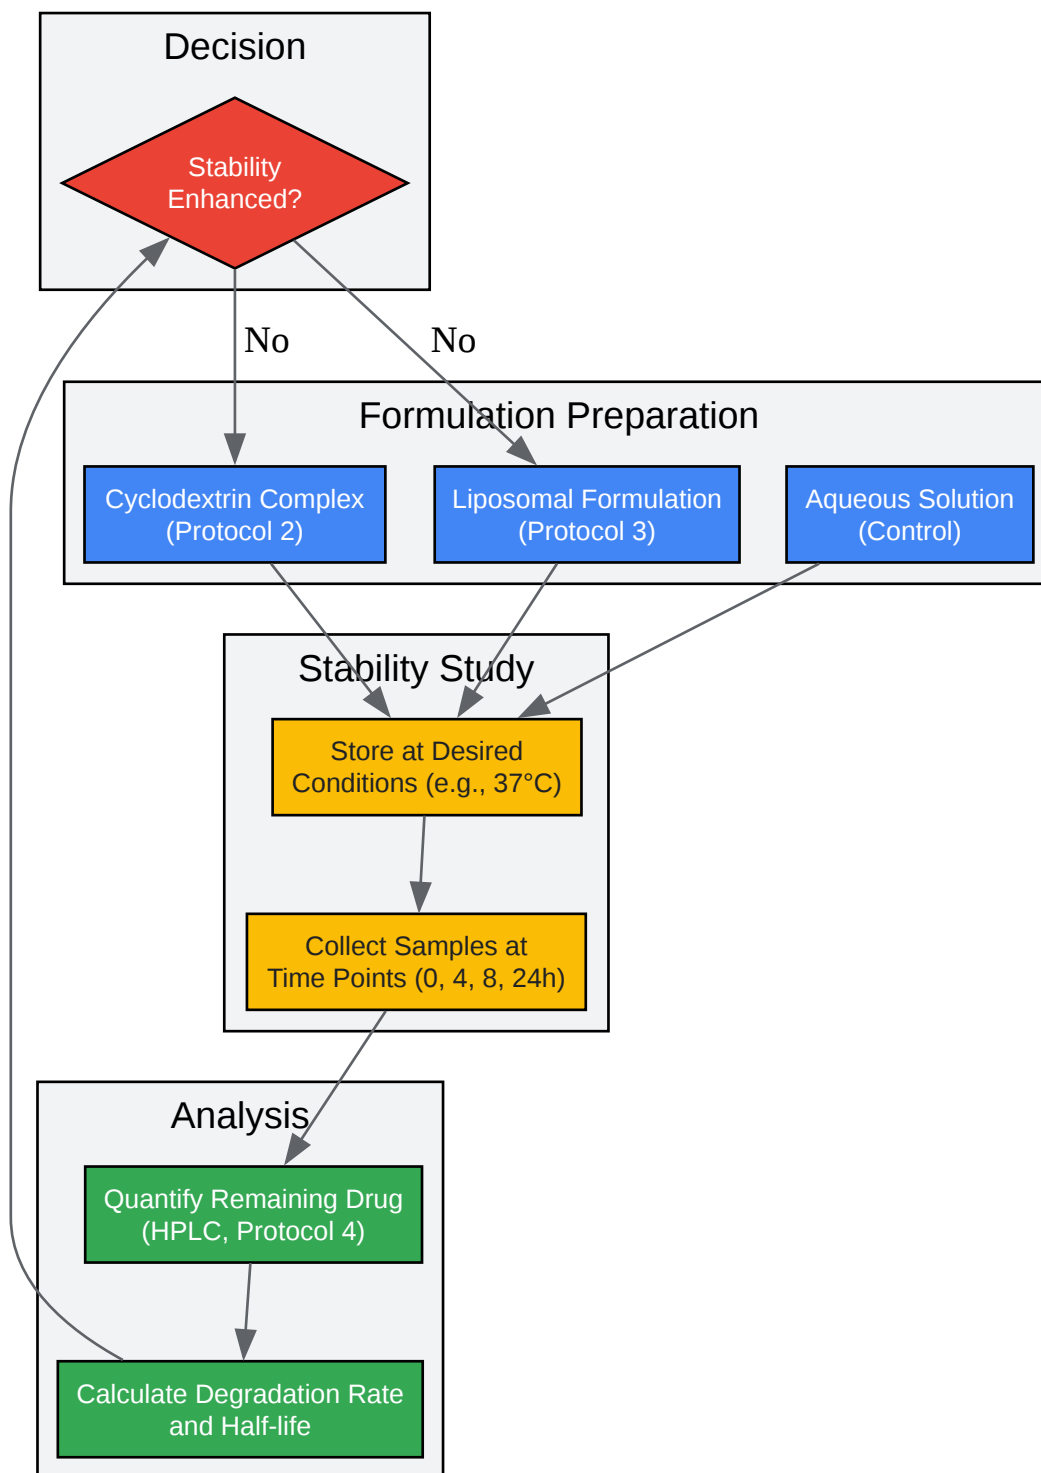 Decision
Stability
Enhanced?
No
No
Formulation Preparation
Cyclodextrin Complex
(Protocol 2)
Liposomal Formulation
(Protocol 3)
Aqueous Solution
(Control)
Stability Study
Store at Desired
Conditions (e.g., 37°C)
Collect Samples at
Time Points (0, 4, 8, 24h)
Analysis
Quantify Remaining Drug
(HPLC, Protocol 4)
Calculate Degradation Rate
and Half-life